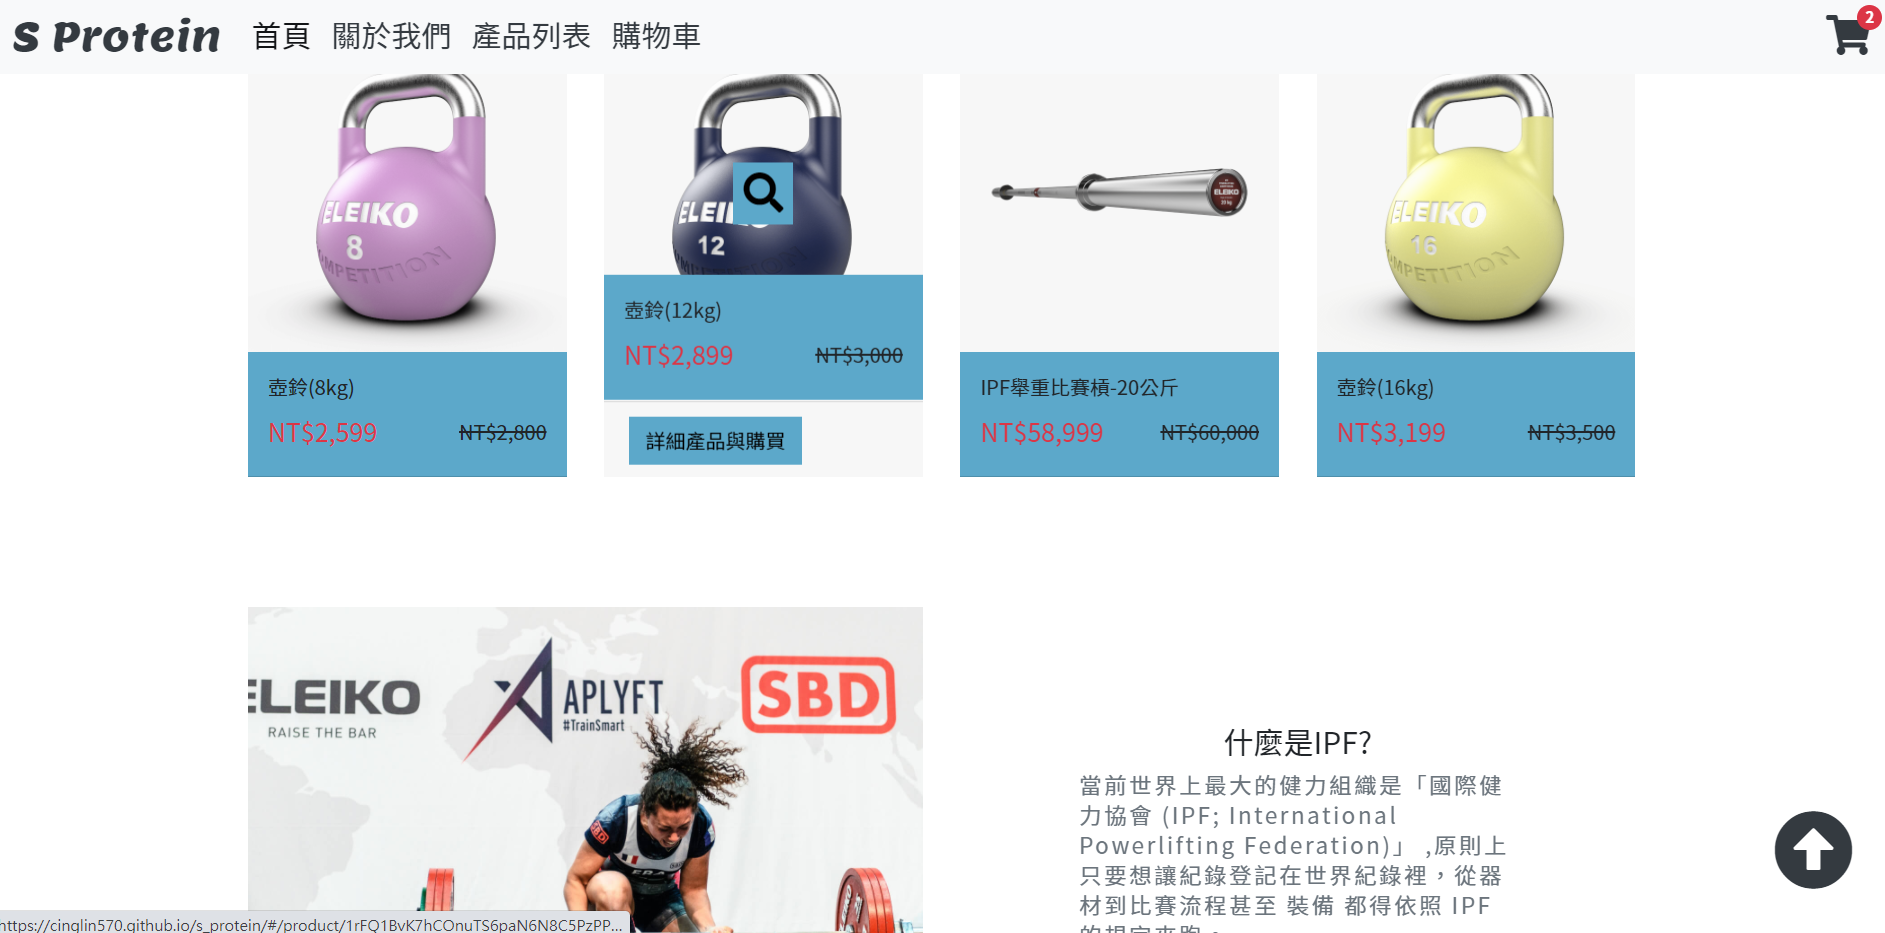 S Protein 首頁 關於我們 產品列表 購物車 2
ELEIKO
8
COMPETITION
壺鈴(8kg)
NT$2,599 NT$2,800
12
壺鈴(12kg)
NT$2,899 NT$3,000
詳細產品與購買
ELEIKO
IPF舉重比賽槓-20公斤
NT$58,999 NT$60,000
ELEIKO
16
COMPETITION
壺鈴(16kg)
NT$3,199 NT$3,500
ELEIKO
RAISE THE BAR
APLYFT
#TrainSmart
SBD
SBD
什麼是IPF?
當前世界上最大的健力組織是「國際健
力協會 (IPF; International
Powerlifting Federation)」 ,原則上
只要想讓紀錄登記在世界紀錄裡，從器
材到比賽流程甚至 裝備 都得依照 IPF
的規定來跑。
https://cinglin570.github.io/s_protein/#/product/1rFQ1BvK7hCOnuTS6paN6N8C5PzPP...